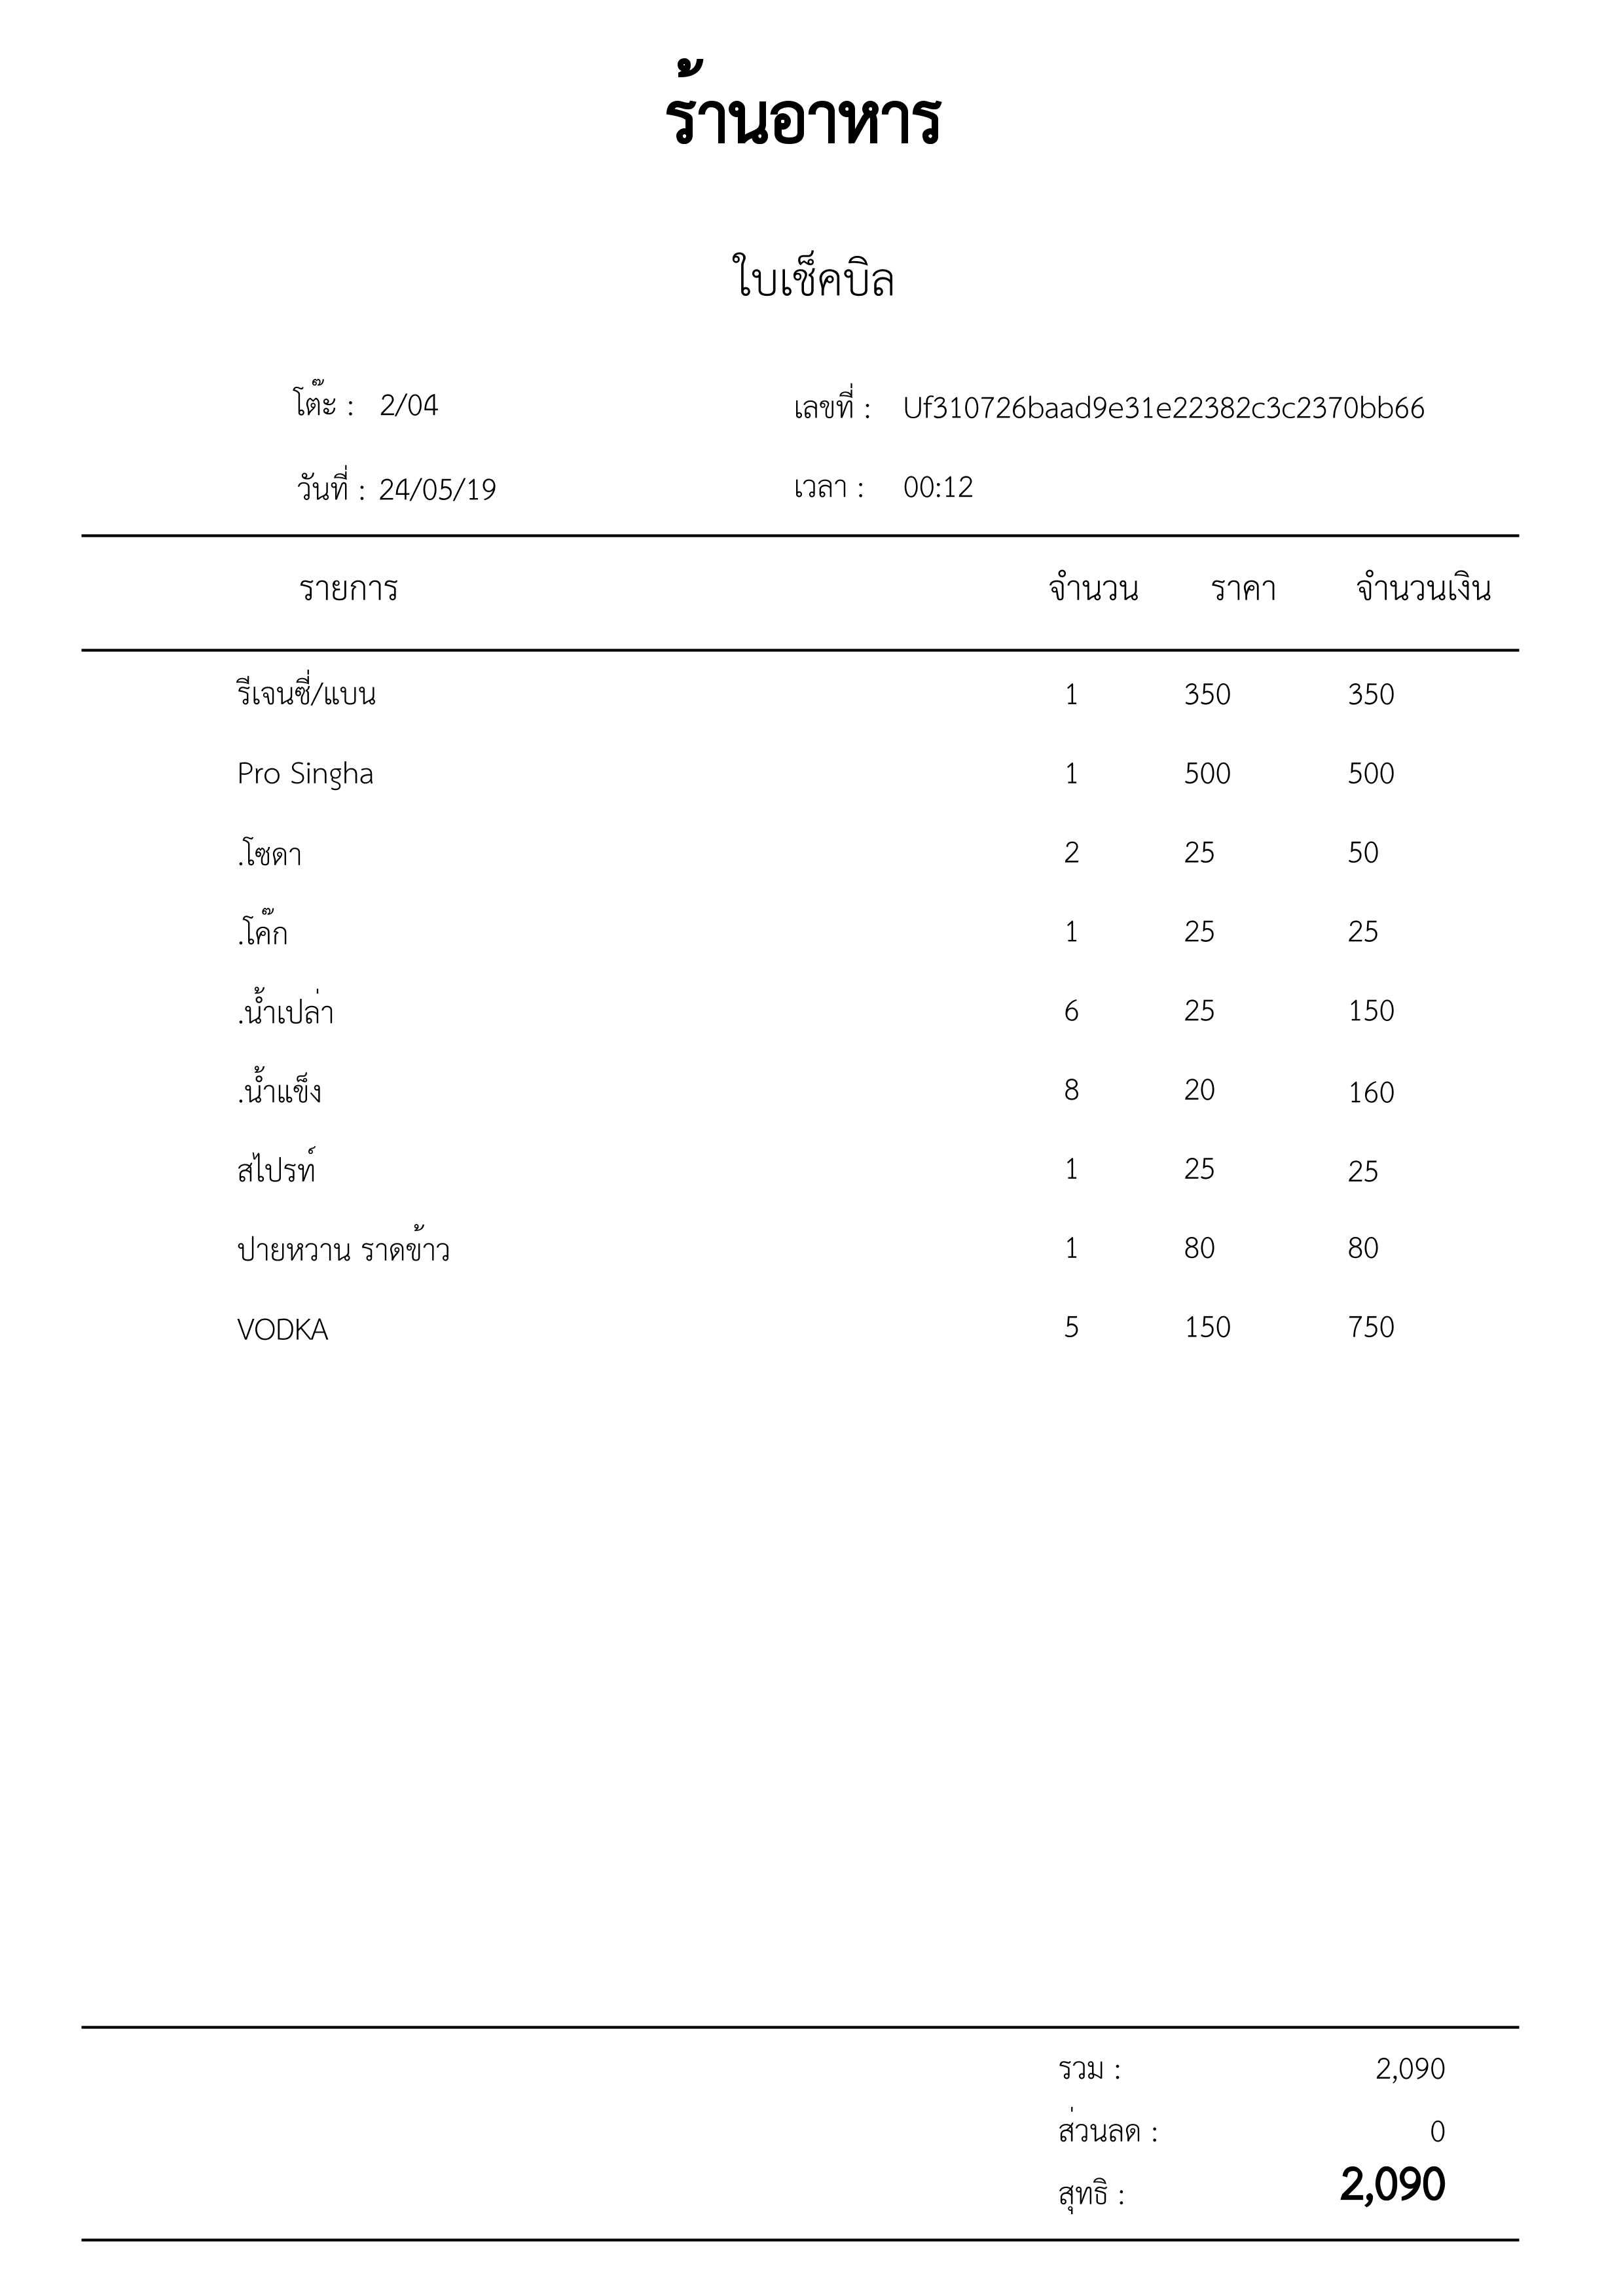 ร้านอาหาร
ใบเช็คบิล
โต๊ะ : 2/04 เลขที่ : Uf310726baad9e31e22382c3c2370bb66
วันที่ : 24/05/19 เวลา : 00:12
รายการ จำนวน ราคา จำนวนเงิน
รีเจนซี่/แบน 1 350 350
Pro Singha 1 500 500
.โซดา 2 25 50
.โค๊ก 1 25 25
.น้ำเปล่า 6 25 150
.น้ำแข็ง 8 20 160
สไปรท์ 1 25 25
ปายหวาน ราดข้าว 1 80 80
VODKA 5 150 750
รวม : 2,090
ส่วนลด : 0
สุทธิ : 2,090